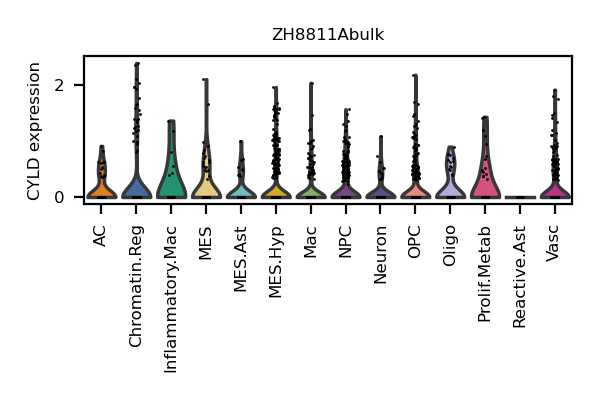 ZH8811Abulk
CYLD expression
2
0
AC
Chromatin.Reg
Inflammatory.Mac
MES
MES.Ast
MES.Hyp
Mac
NPC
Neuron
OPC
Oligo
Prolif.Metab
Reactive.Ast
Vasc